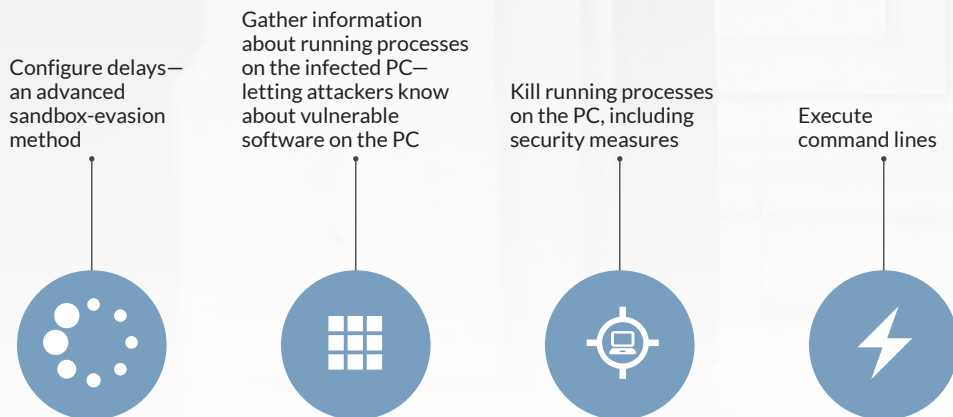 Configure delays—
an advanced
sandbox-evasion
method
Gather information
about running processes
on the infected PC—
letting attackers know
about vulnerable
software on the PC
Kill running processes
on the PC, including
security measures
Execute
command lines